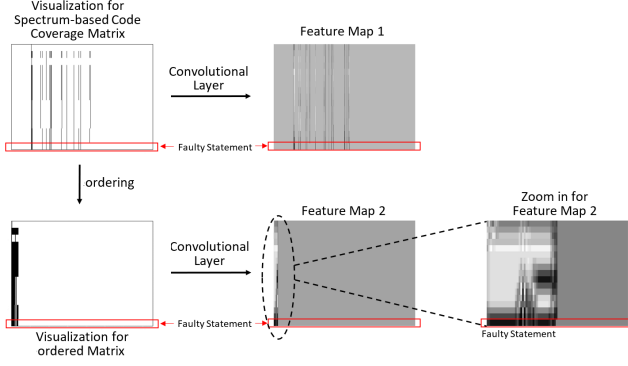 Visualization for
Spectrum-based Code
Coverage Matrix
Feature Map 1
Convolutional
Layer
Faulty Statement
ordering
Feature Map 2
Zoom in for
Feature Map 2
Convolutional
Layer
Faulty Statement
Faulty Statement
Visualization for
ordered Matrix